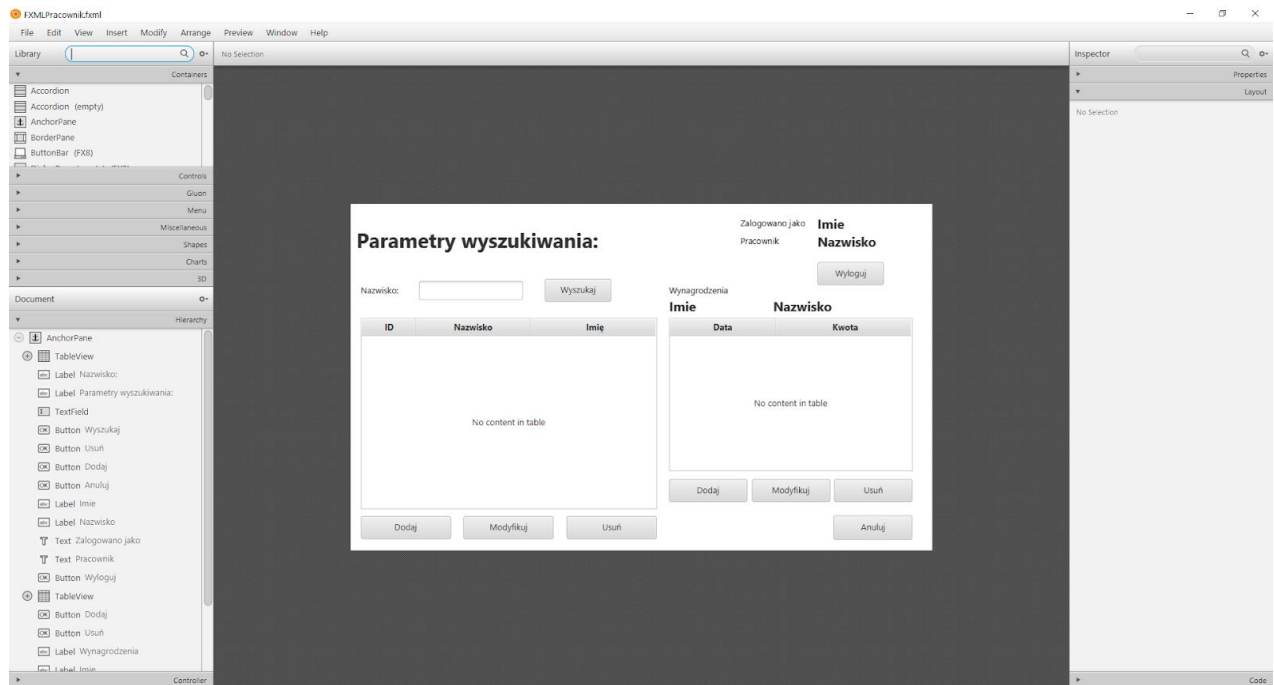 FXMLPracownik.fxml
File Edit View Insert Modify Arrange Preview Window Help
Library
No Selection
Inspector
Containers
Accordion
Accordion (empty)
AnchorPane
BorderPane
ButtonBar (FX8)
Controls
Gluon
Menu
Miscellaneous
Shapes
Charts
3D
Document
Hierarchy
AnchorPane
TableView
Label Nazwisko:
Label Parametry wyszukiwania:
TextField
Button Wyszukaj
Button Usuń
Button Dodaj
Button Anuluj
Label Imie
Label Nazwisko
Text Zalogowano jako
Text Pracownik
Button Wyloguj
TableView
Button Dodaj
Button Usuń
Label Wynagrodzenia
Label Imie
Controller
Zalogowano jako Imie
Parametry wyszukiwania:
Pracownik Nazwisko
Wyloguj
Nazwisko: Wyszukaj
Wynagrodzenia
Imie Nazwisko
ID Nazwisko Imię
No content in table
Dodaj Modyfikuj Usuń
Data Kwota
No content in table
Dodaj Modyfikuj Usuń
Anuluj
Properties
Layout
No Selection
Code